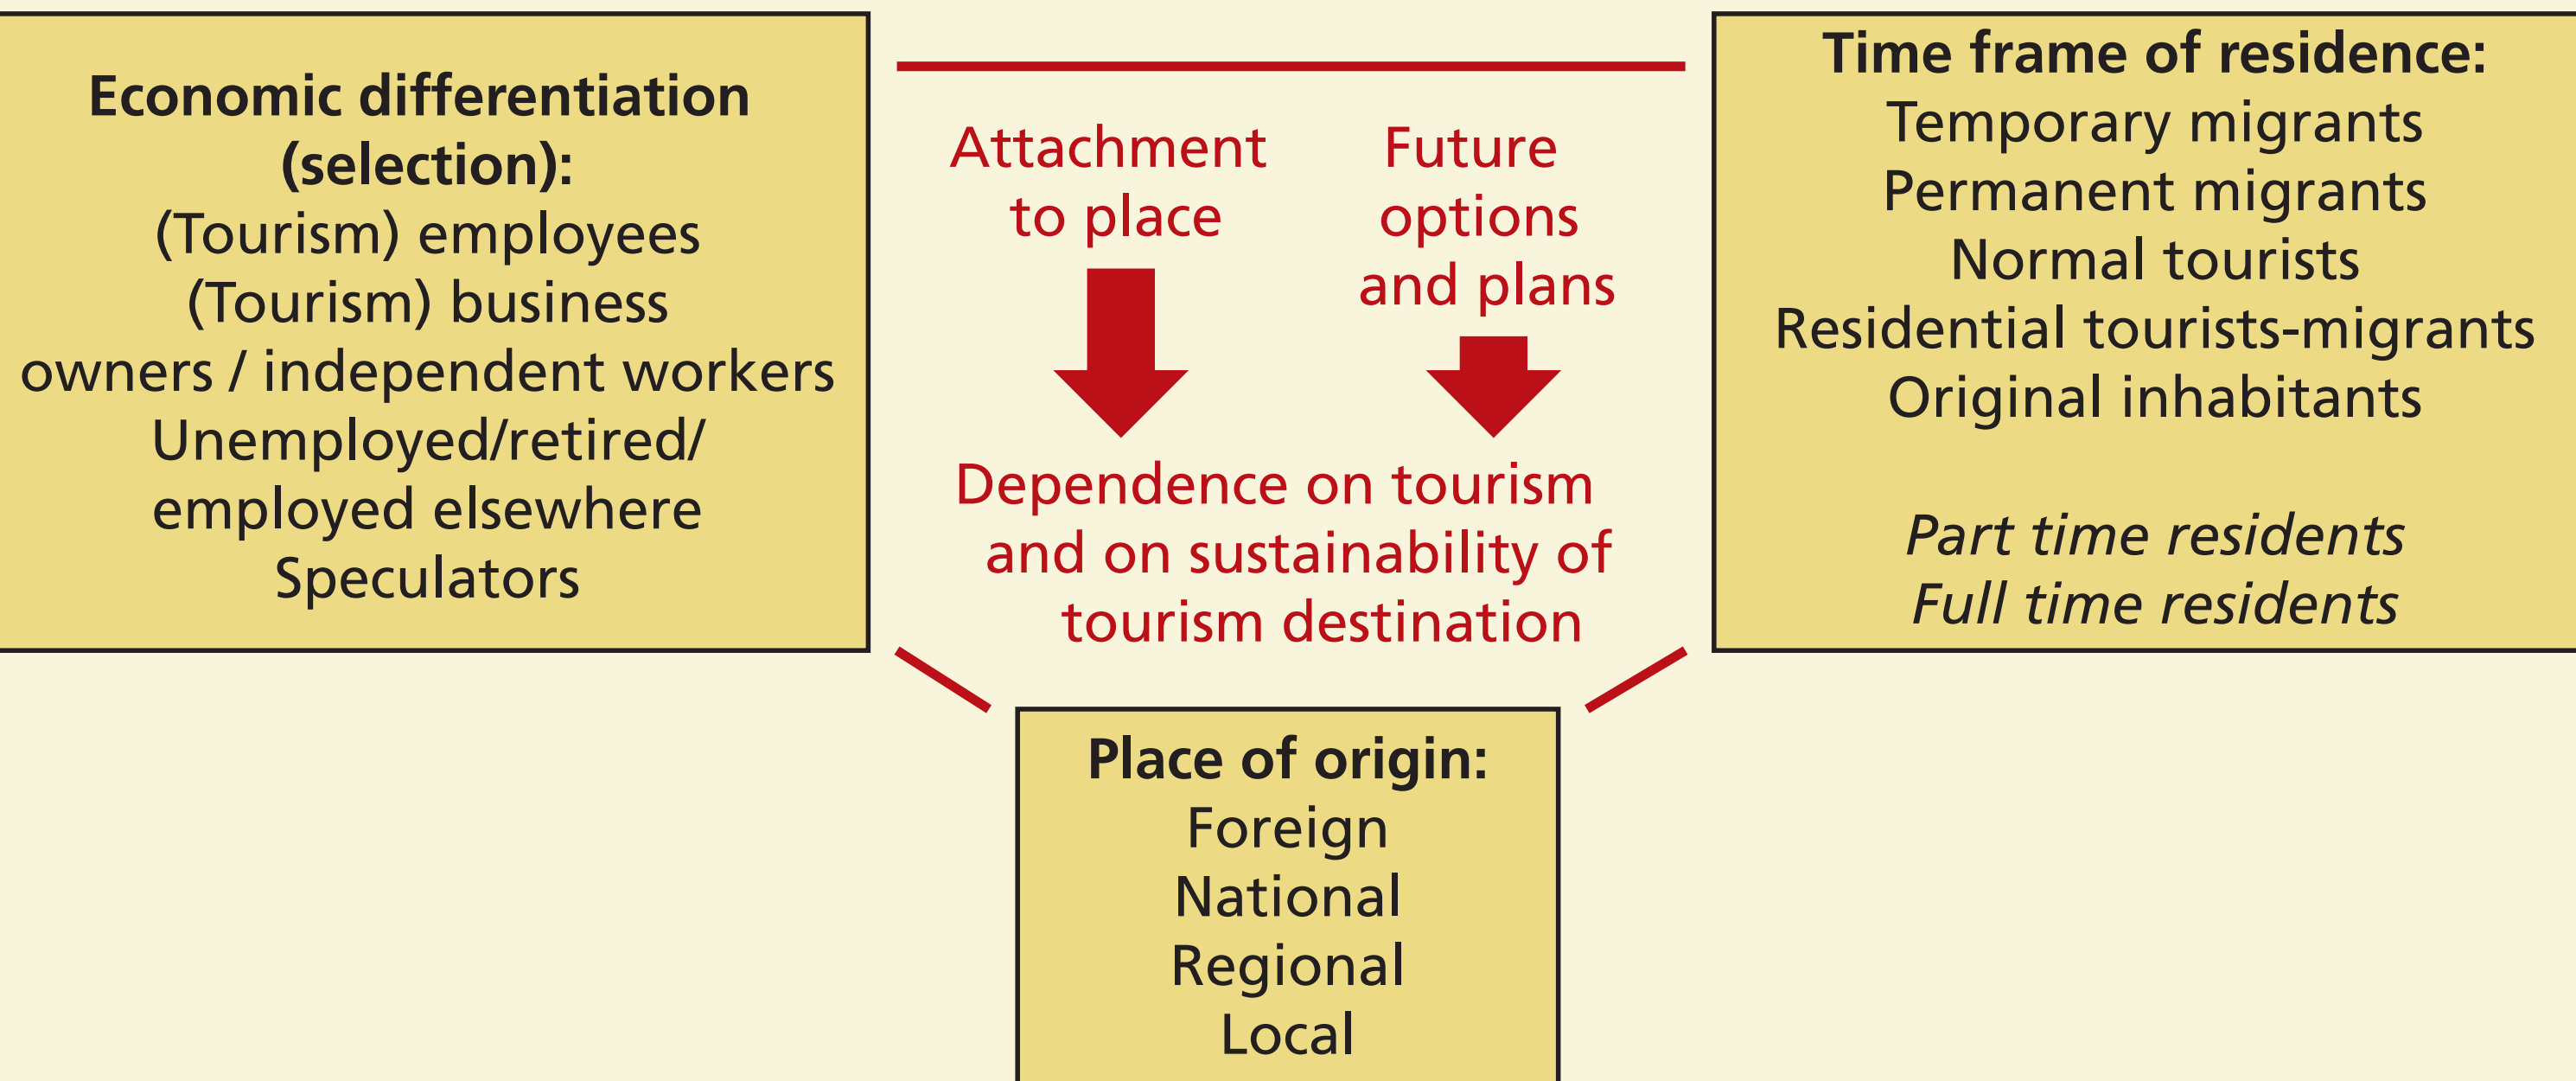 Economic differentiation
(selection):
(Tourism) employees
(Tourism) business
owners / independent workers
Unemployed/retired/
employed elsewhere
Speculators
Attachment
to place
Future
options
and plans
Dependence on tourism
and on sustainability of
tourism destination
Time frame of residence:
Temporary migrants
Permanent migrants
Normal tourists
Residential tourists-migrants
Original inhabitants
Part time residents
Full time residents
Place of origin:
Foreign
National
Regional
Local